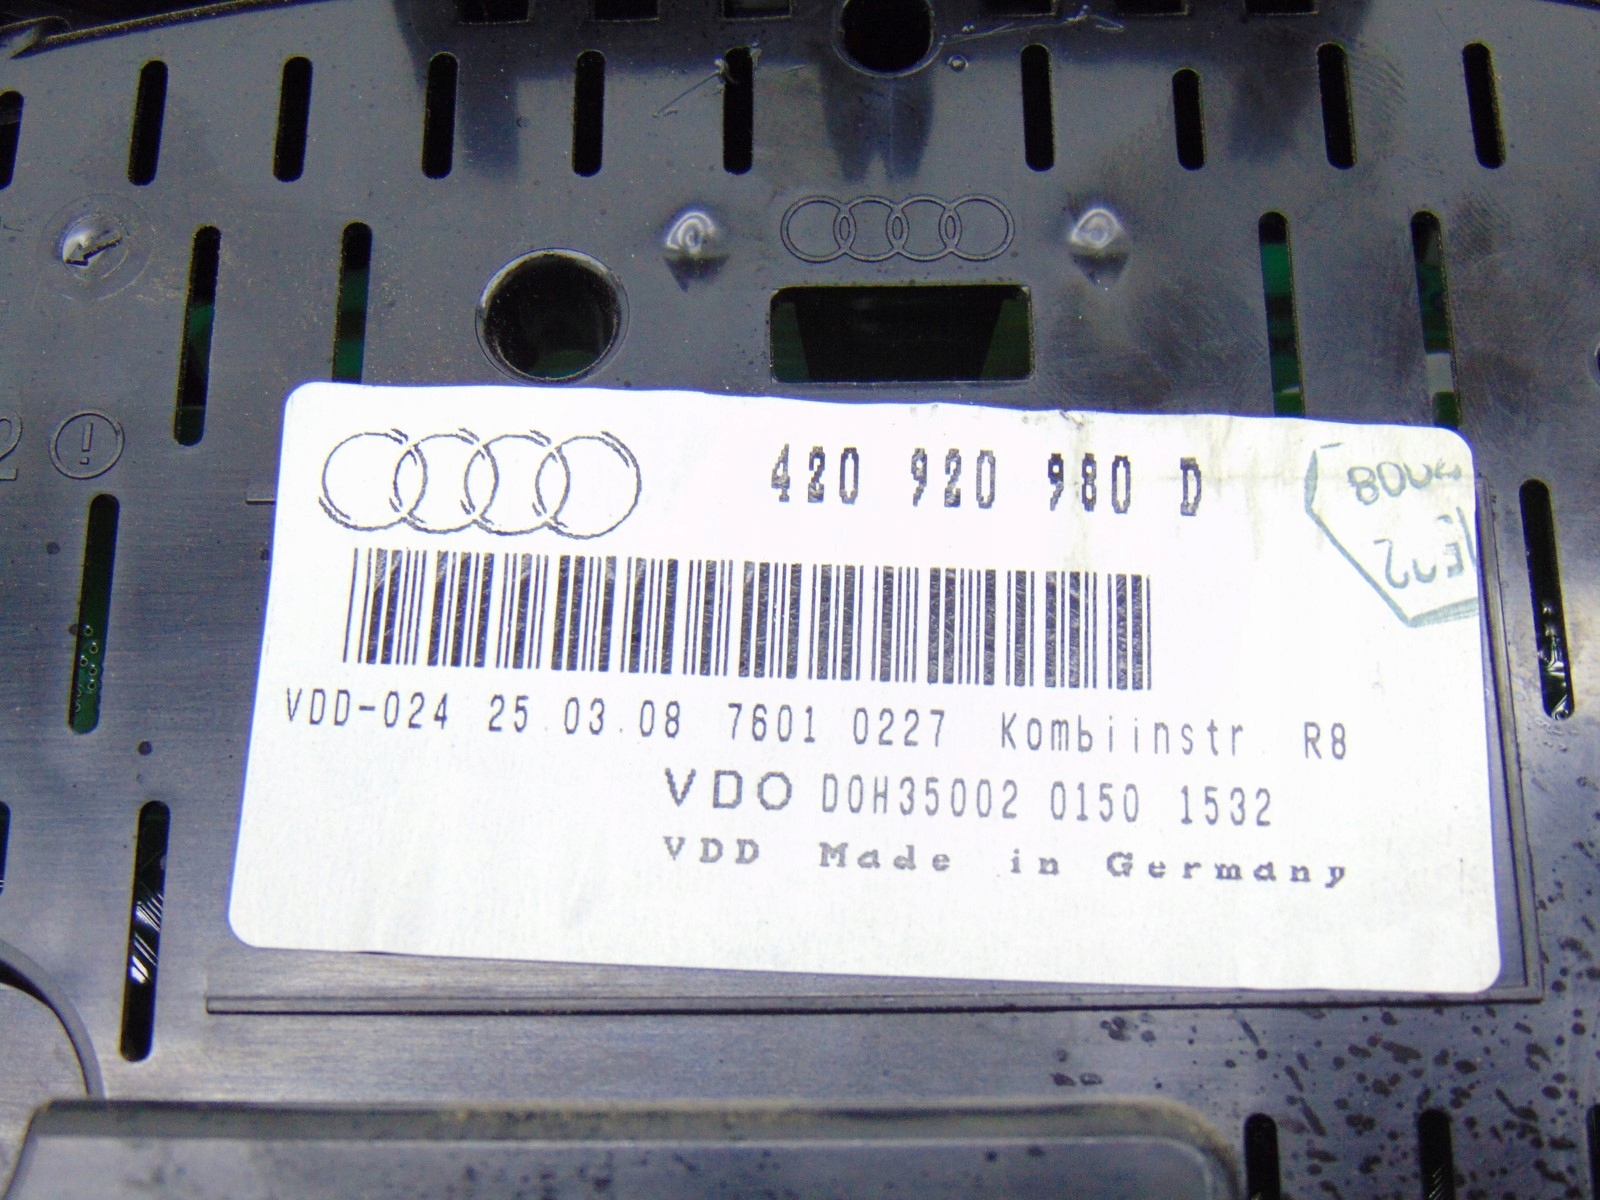 420 920 980 D
VDD-024 25.03.08 7601 0227 Kombiinstr. R8
VDO D0H35002 0150 1532
VDD Made in Germany